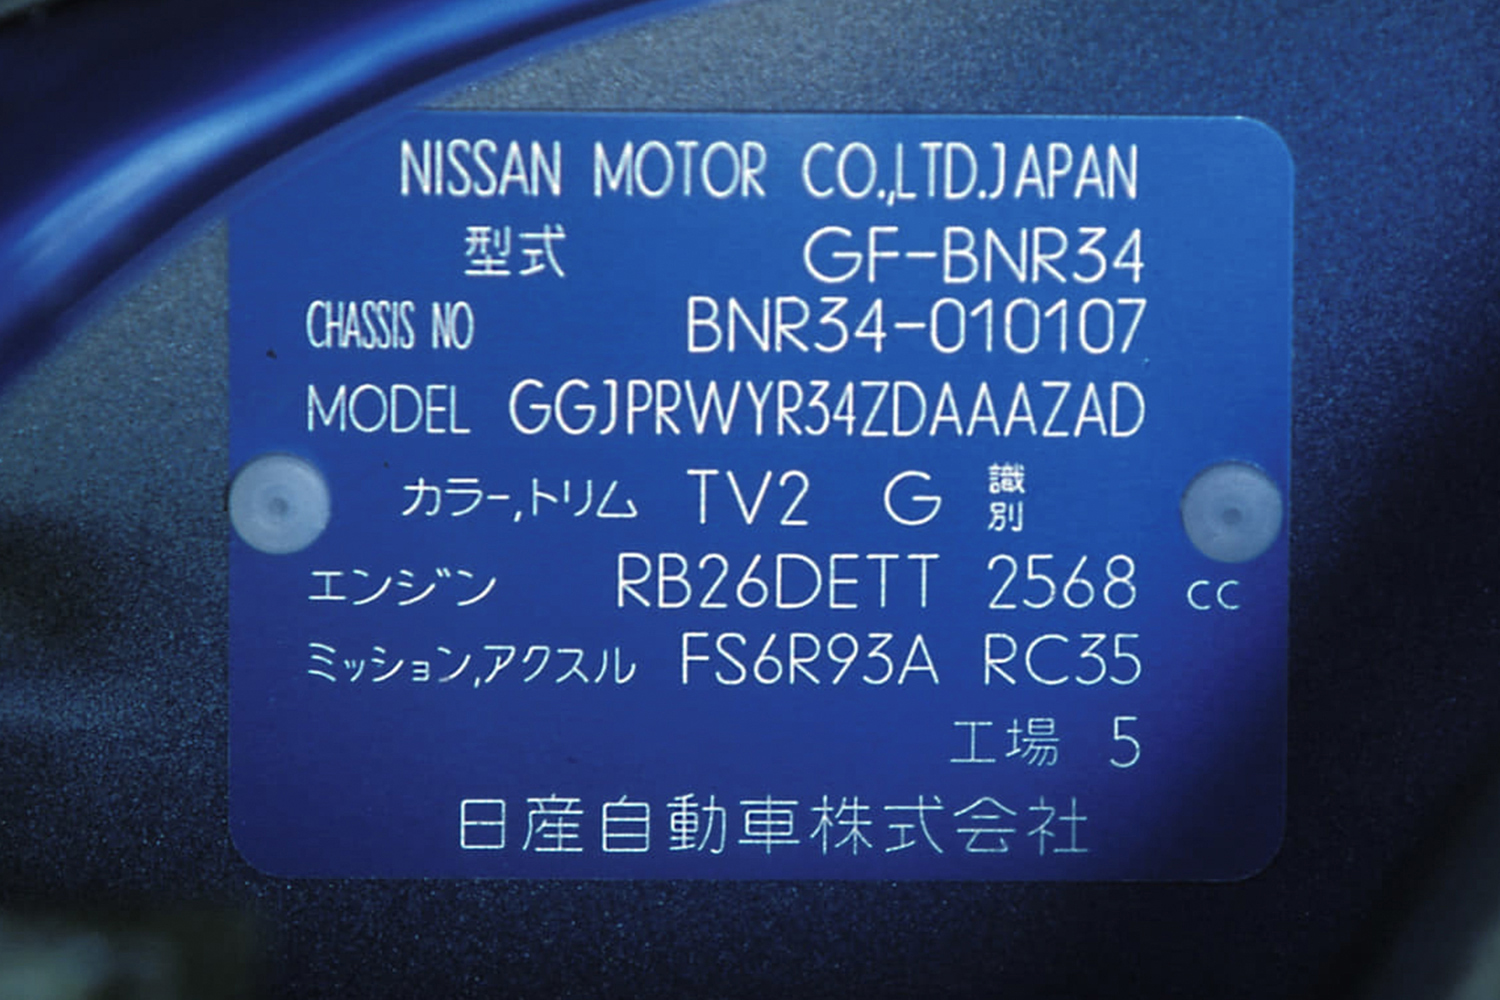 NISSAN MOTOR CO.,LTD.JAPAN
型式 GF-BNR34
CHASSIS NO BNR34-010107
MODEL GGJPRWYR34ZDAAAZAD
カラー,トリム TV2 G 識別
エンジン RB26DETT 2568 cc
ミッション,アクスル FS6R93A RC35
工場 5
日産自動車株式会社